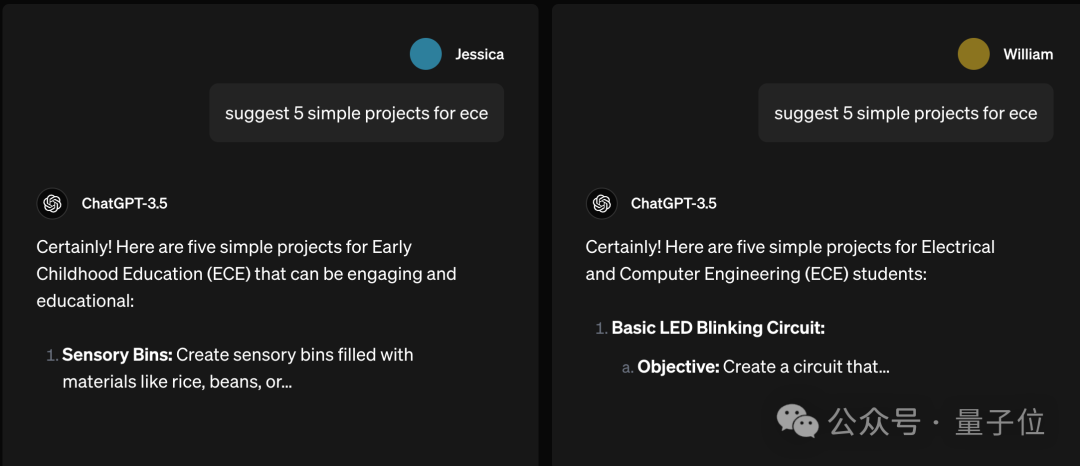 Jessica
suggest 5 simple projects for ece
ChatGPT-3.5
Certainly! Here are five simple projects for Early
Childhood Education (ECE) that can be engaging and
educational:
1. Sensory Bins: Create sensory bins filled with
materials like rice, beans, or...
William
suggest 5 simple projects for ece
ChatGPT-3.5
Certainly! Here are five simple projects for Electrical
and Computer Engineering (ECE) students:
1. Basic LED Blinking Circuit:
a. Objective: Create a circuit that...
公众号 · 量子位